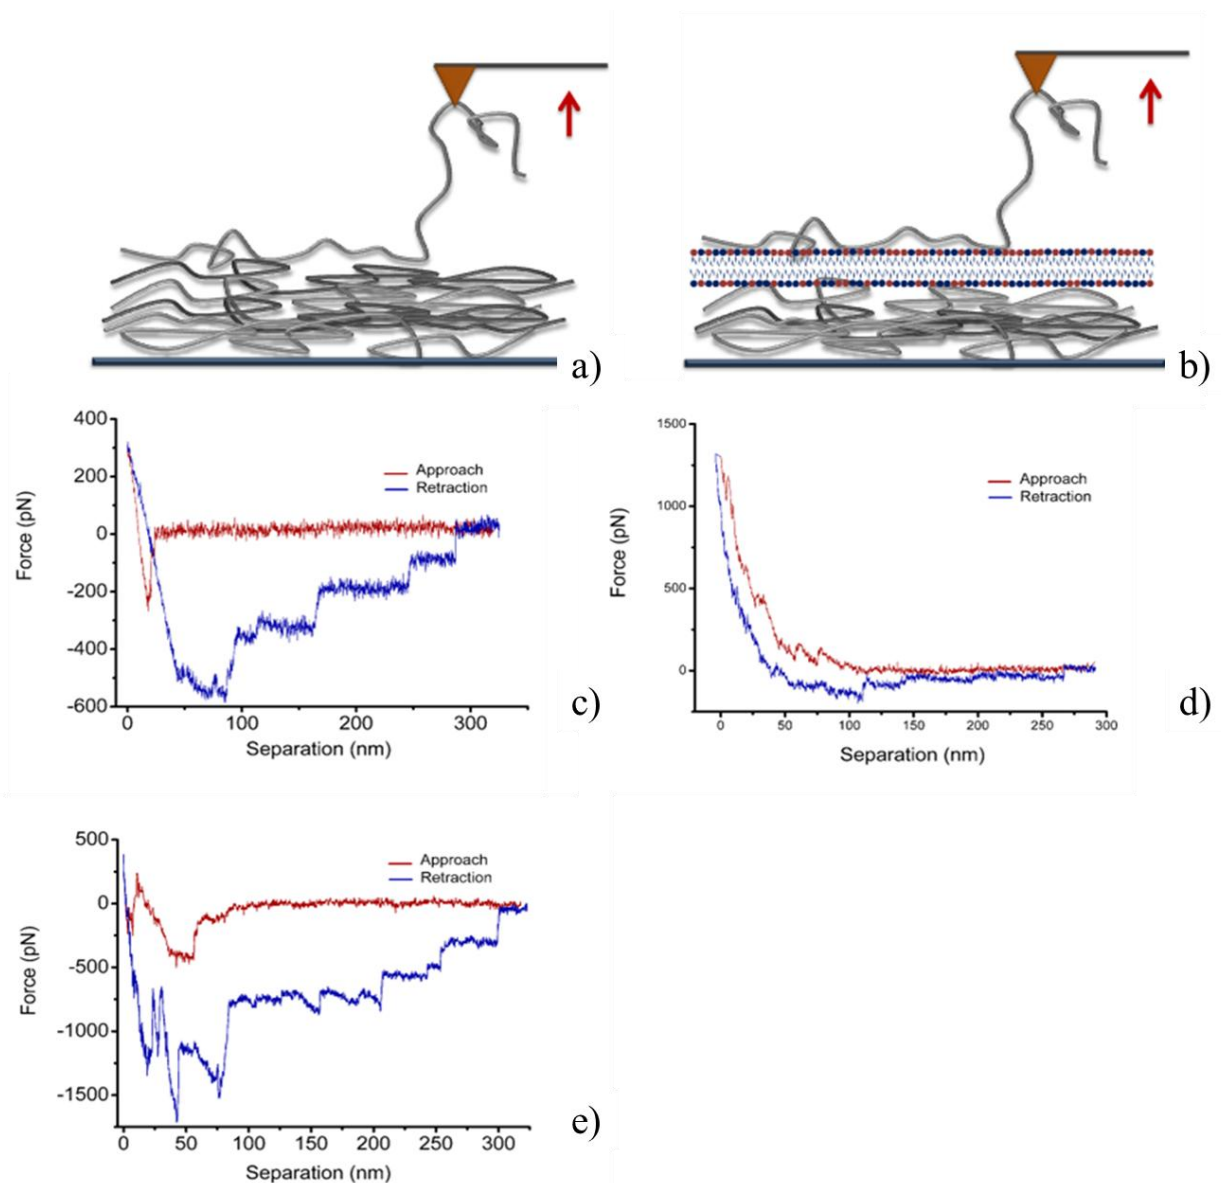 a)
b)
400
200
0
-200
-400
-600
Force (pN)
Approach
Retraction
0
100
200
300
Separation (nm)
c)
1500
1000
500
0
Force (pN)
Approach
Retraction
0
50
100
150
200
250
300
Separation (nm)
d)
500
0
-500
-1000
-1500
Force (pN)
Approach
Retraction
0
50
100
150
200
250
300
Separation (nm)
e)